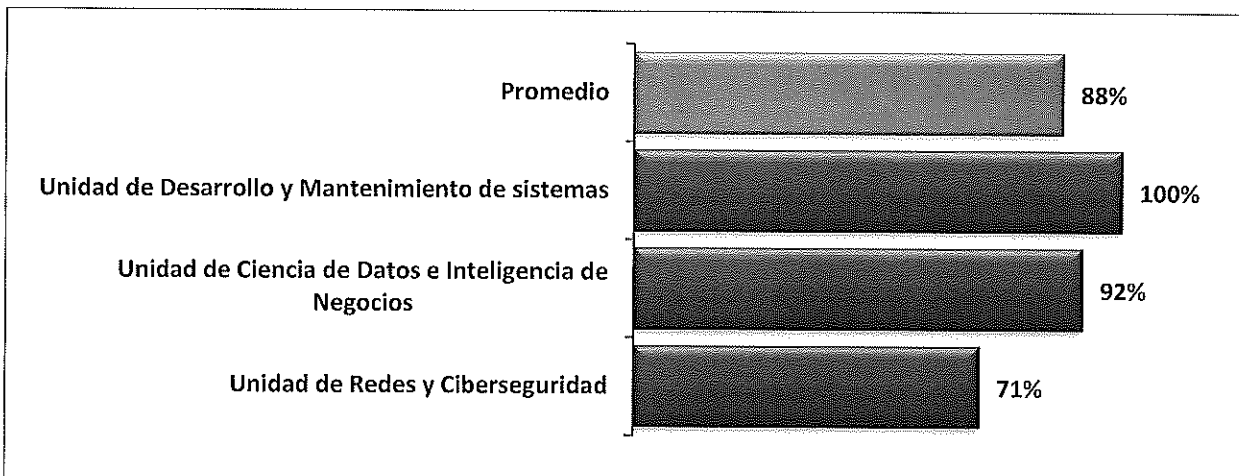 Promedio
88%
Unidad de Desarrollo y Mantenimiento de sistemas
100%
Unidad de Ciencia de Datos e Inteligencia de
Negocios
92%
Unidad de Redes y Ciberseguridad
71%